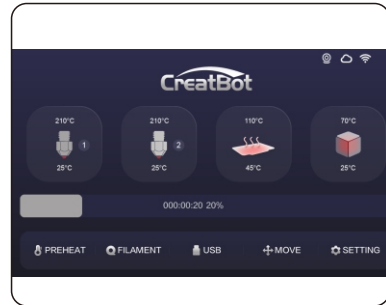 CreatBot
210°C 210°C 110°C 70°C
1 2
25°C 25°C 45°C 25°C
000:00:20 20%
PREHEAT FILAMENT USB MOVE SETTING